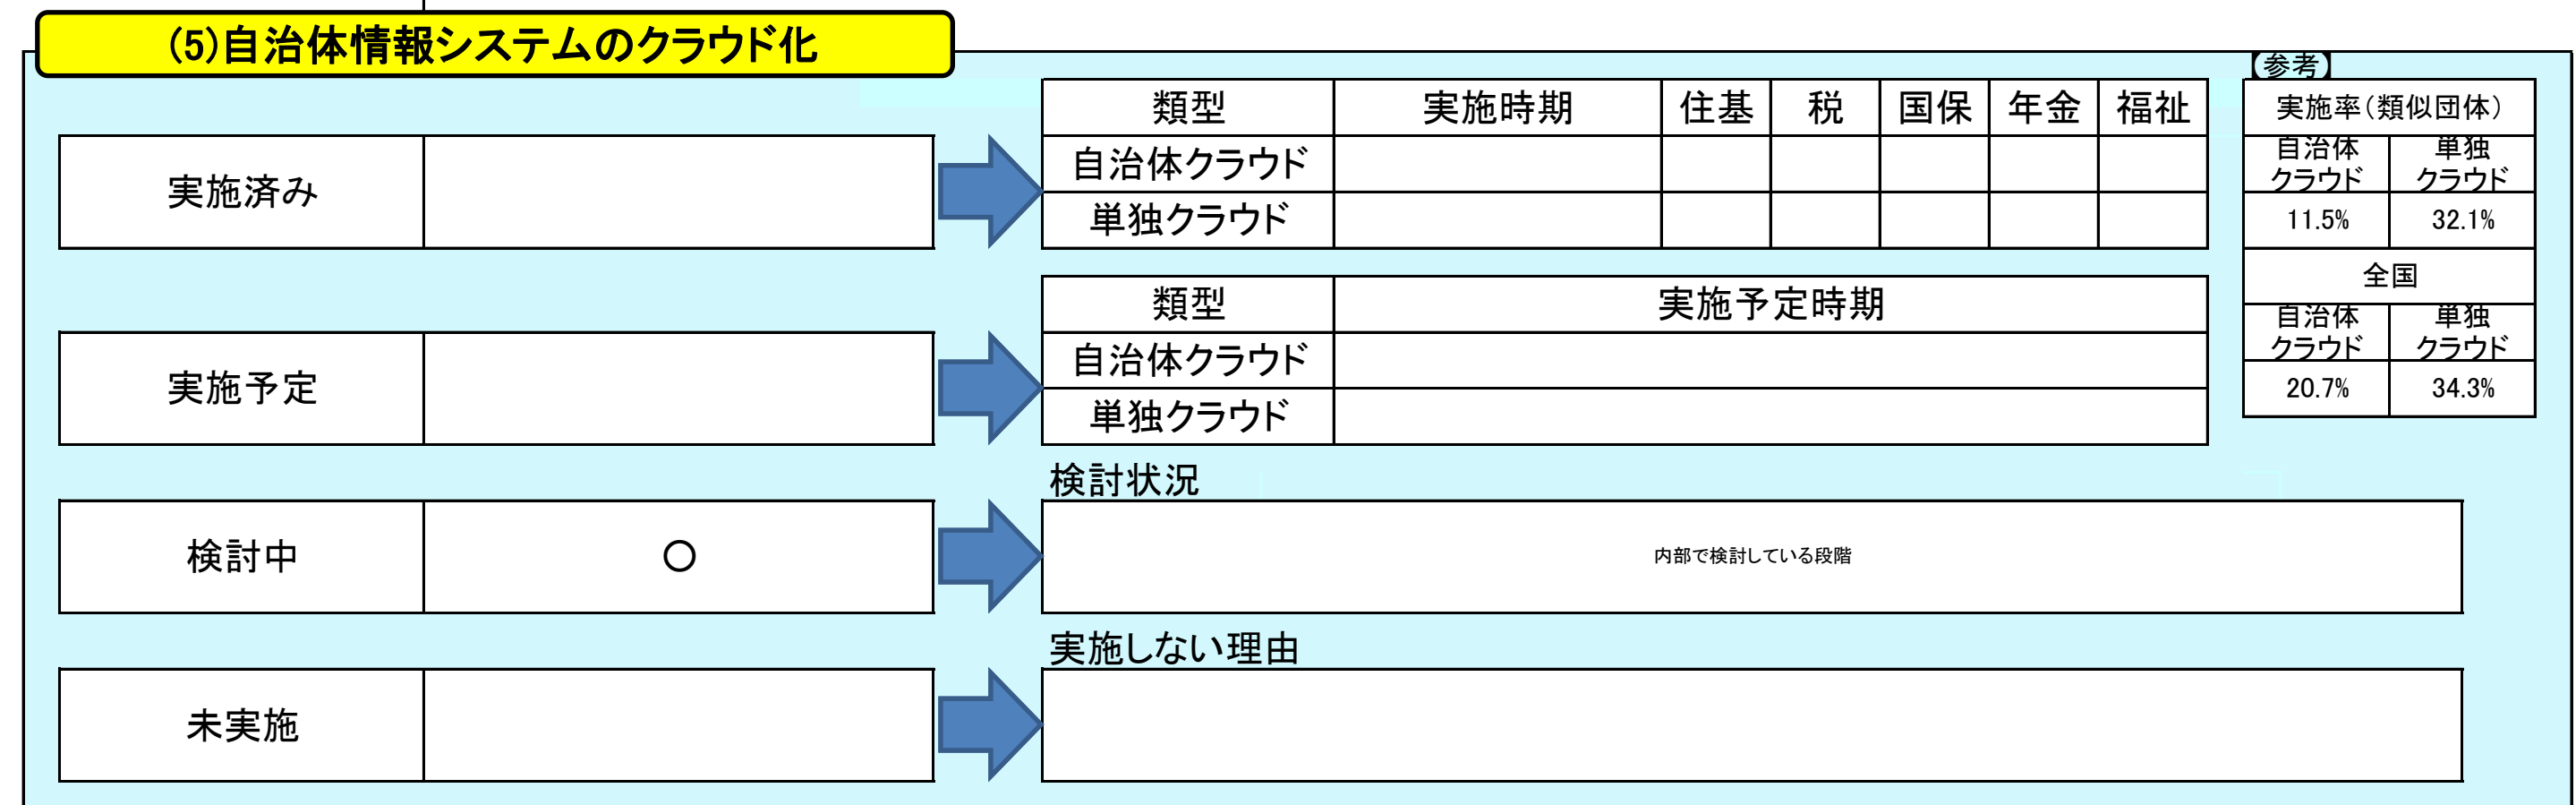 (5)自治体情報システムのクラウド化
【参考】
類型 実施時期 住基 税 国保 年金 福祉
自治体クラウド
単独クラウド
実施済み
実施率(類似団体)
自治体 単独
クラウド クラウド
11.5% 32.1%
全国
自治体 単独
クラウド クラウド
20.7% 34.3%
類型 実施予定時期
自治体クラウド
単独クラウド
実施予定
検討状況
検討中 〇 内部で検討している段階
実施しない理由
未実施